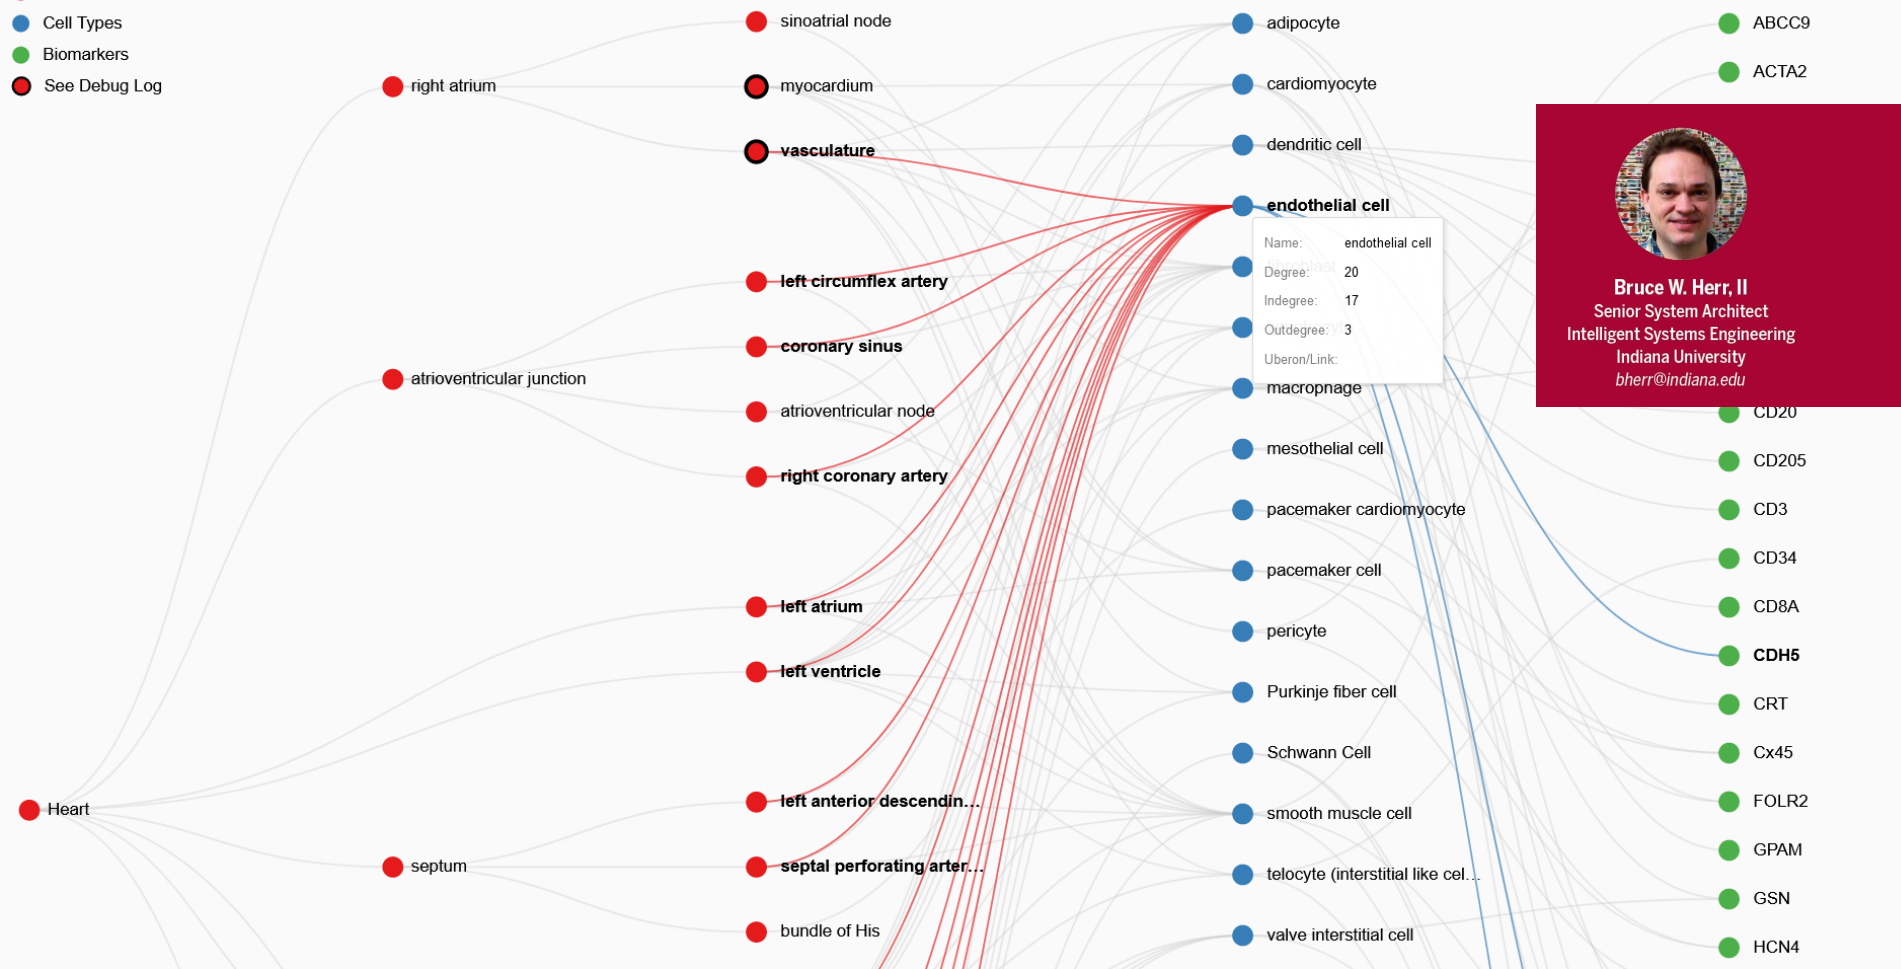 Cell Types
Biomarkers
See Debug Log
Heart
right atrium
atrioventricular junction
septum
sinoatrial node
myocardium
vasculature
left circumflex artery
coronary sinus
atrioventricular node
right coronary artery
left atrium
left ventricle
left anterior descendin...
septal perforating arter...
bundle of His
adipocyte
cardiomyocyte
dendritic cell
endothelial cell
Name: endothelial cell
Degree: 20
Indegree: 17
Outdegree: 3
Uberon/Link:
fibroblast
macrophage
mesothelial cell
pacemaker cardiomyocyte
pacemaker cell
pericyte
Purkinje fiber cell
Schwann Cell
smooth muscle cell
telocyte (interstitial like cel...
valve interstitial cell
ABCC9
ACTA2
Bruce W. Herr, II
Senior System Architect
Intelligent Systems Engineering
Indiana University
bherr@indiana.edu
CD20
CD205
CD3
CD34
CD8A
CDH5
CRT
Cx45
FOLR2
GPAM
GSN
HCN4